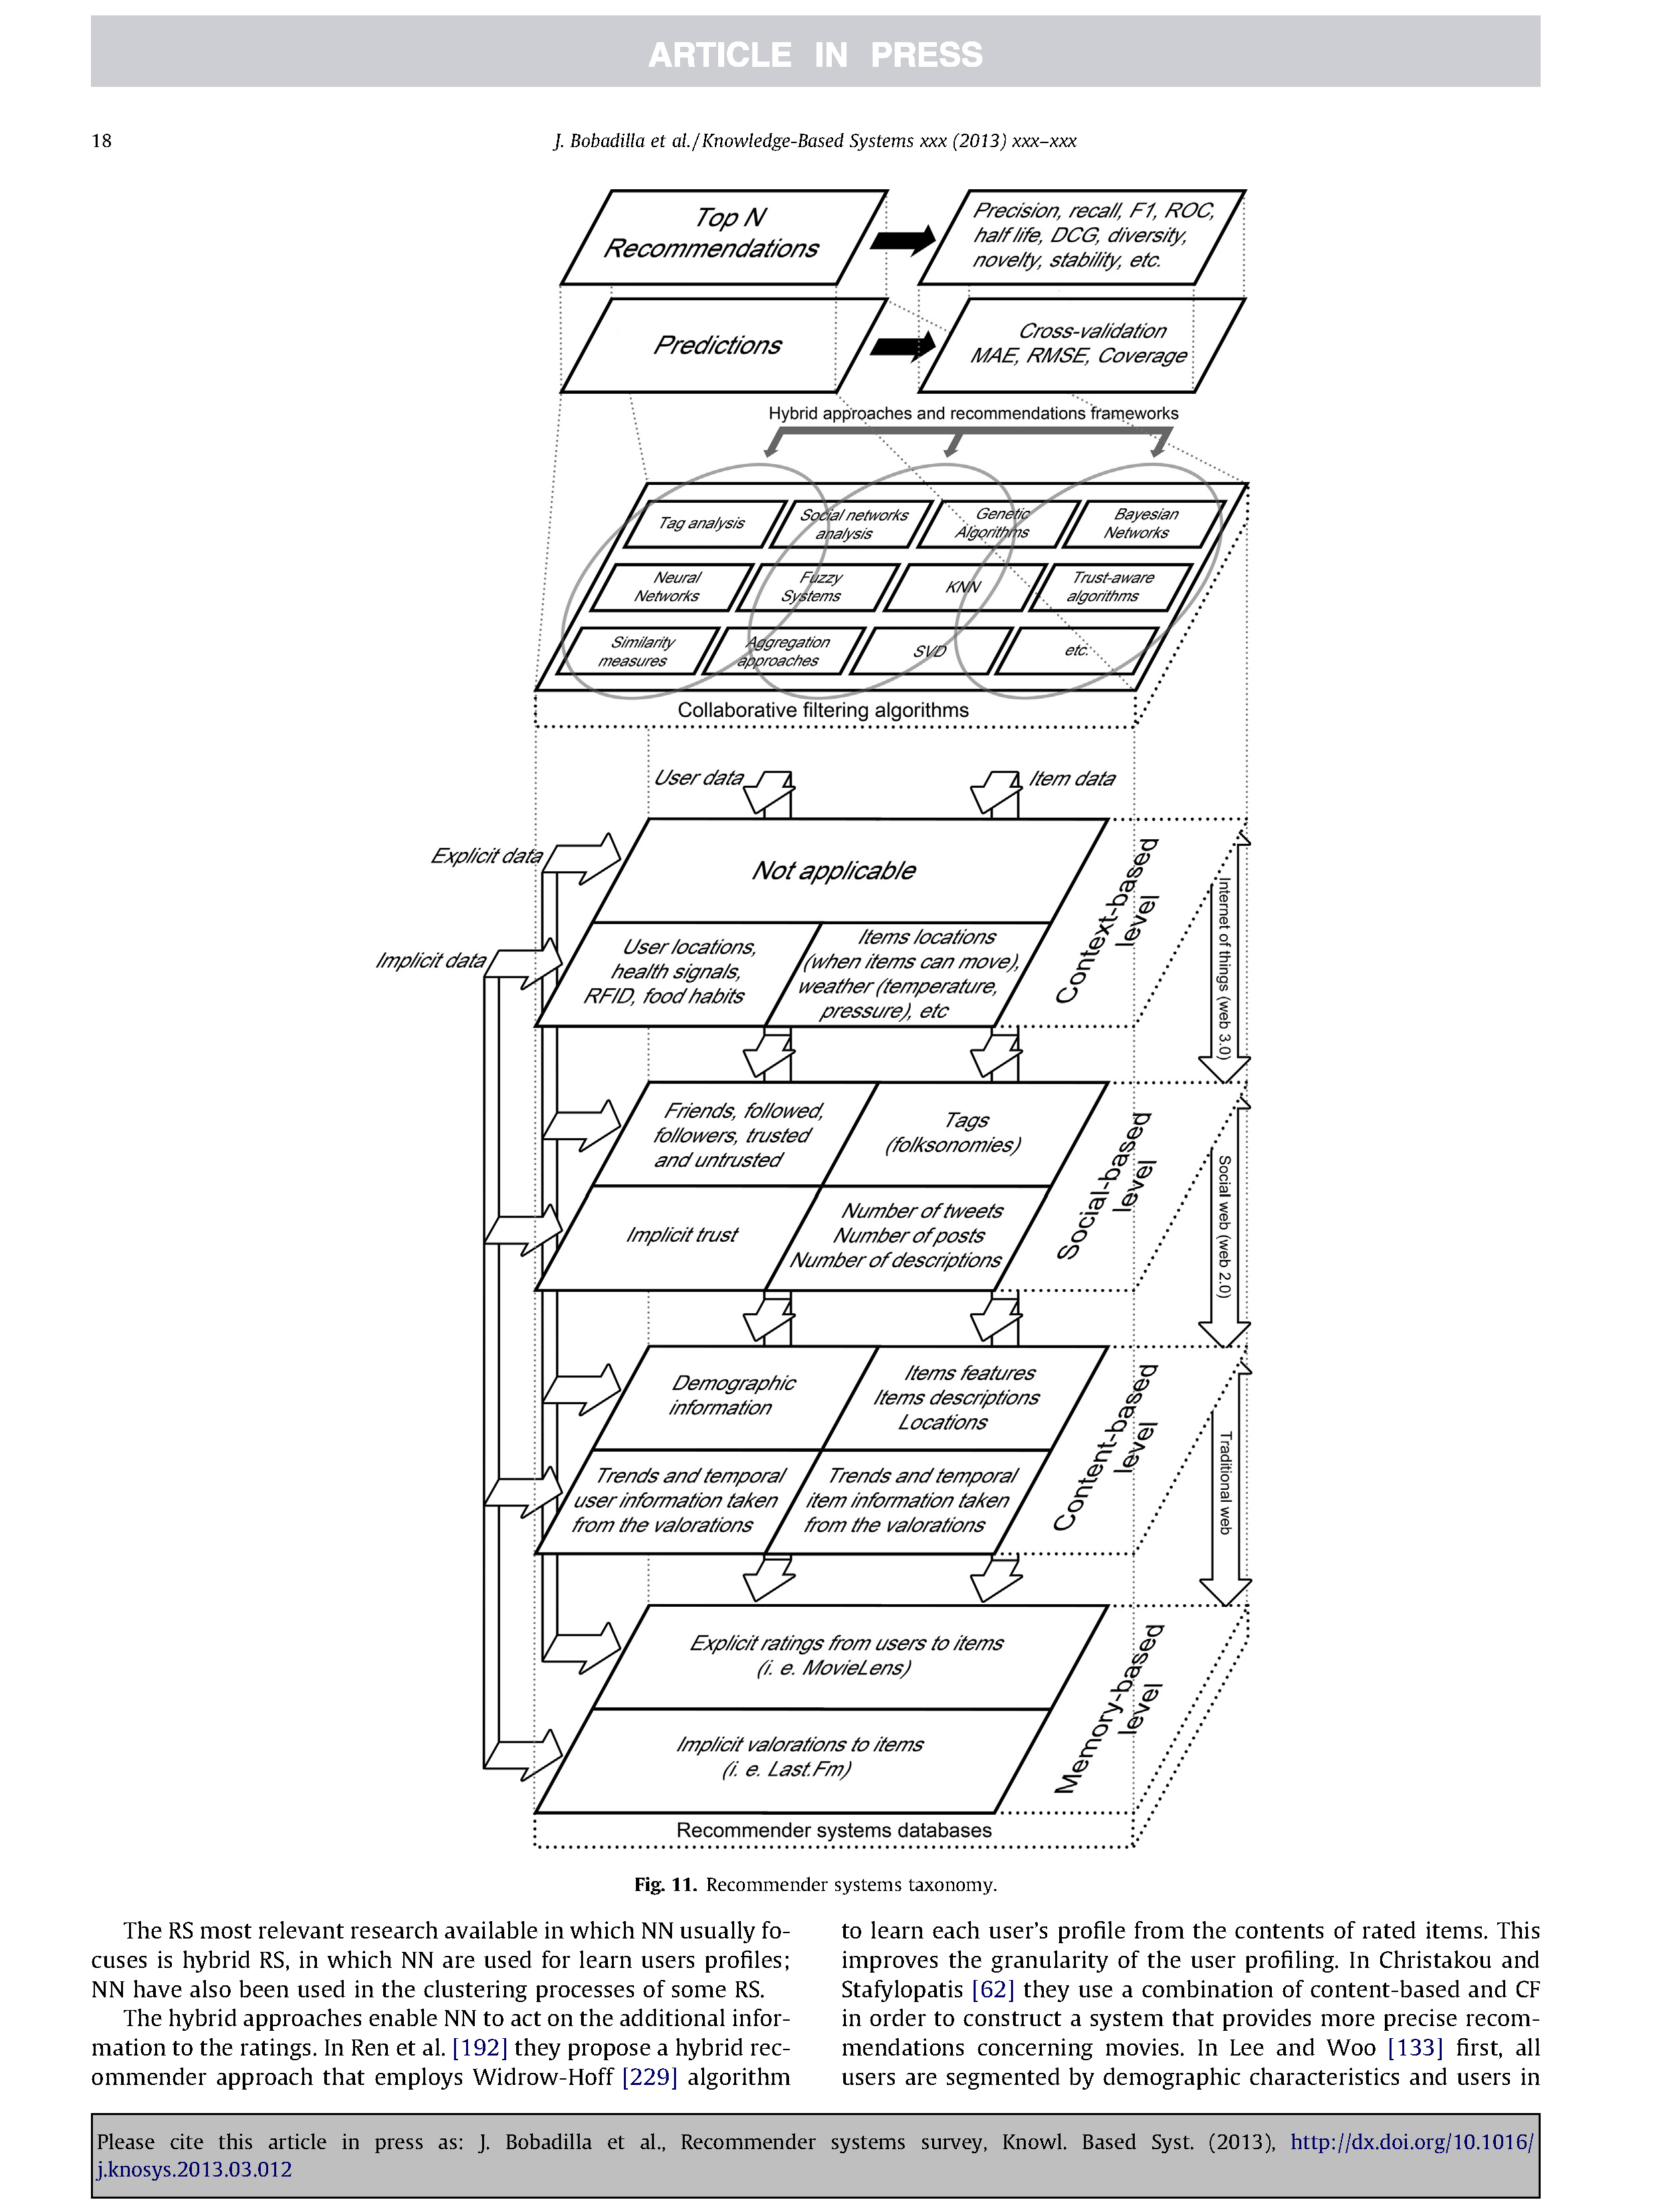 ARTICLE IN PRESS
18
J. Bobadilla et al. / Knowledge-Based Systems xxx (2013) xxx–xxx
Top N
Recommendations
Precision, recall, F1, ROC,
half life, DCG, diversity,
novelty, stability, etc.
Predictions
Cross-validation
MAE, RMSE, Coverage
Hybrid approaches and recommendations frameworks
Tag analysis
Social networks
analysis
Genetic
Algorithms
Bayesian
Networks
Neural
Networks
Fuzzy
Systems
KNN
Trust-aware
algorithms
Similarity
measures
Aggregation
approaches
SVD
etc.
Collaborative filtering algorithms
User data
Item data
Explicit data
Not applicable
Context-based
level
Internet of things (web 3.0)
Implicit data
User locations,
health signals,
RFID, food habits
Items locations
(when items can move),
weather (temperature,
pressure), etc
Friends, followed,
followers, trusted
and untrusted
Tags
(folksonomies)
Social-based
level
Social web (web 2.0)
Implicit trust
Number of tweets
Number of posts
Number of descriptions
Demographic
information
Items features
Items descriptions
Locations
Content-based
level
Traditional web
Trends and temporal
user information taken
from the valorations
Trends and temporal
item information taken
from the valorations
Explicit ratings from users to items
(i. e. MovieLens)
Memory-based
level
Implicit valorations to items
(i. e. Last.Fm)
Recommender systems databases
Fig. 11. Recommender systems taxonomy.
The RS most relevant research available in which NN usually fo-
cuses is hybrid RS, in which NN are used for learn users profiles;
NN have also been used in the clustering processes of some RS.
The hybrid approaches enable NN to act on the additional infor-
mation to the ratings. In Ren et al. [192] they propose a hybrid rec-
ommender approach that employs Widrow-Hoff [229] algorithm
to learn each user's profile from the contents of rated items. This
improves the granularity of the user profiling. In Christakou and
Stafylopatis [62] they use a combination of content-based and CF
in order to construct a system that provides more precise recom-
mendations concerning movies. In Lee and Woo [133] first, all
users are segmented by demographic characteristics and users in
Please cite this article in press as: J. Bobadilla et al., Recommender systems survey, Knowl. Based Syst. (2013), http://dx.doi.org/10.1016/
j.knosys.2013.03.012